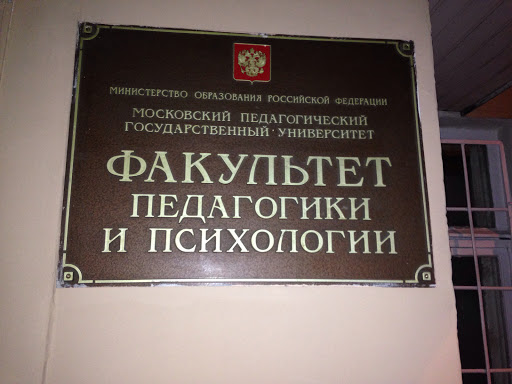 МИНИСТЕРСТВО ОБРАЗОВАНИЯ РОССИЙСКОЙ ФЕДЕРАЦИИ
МОСКОВСКИЙ ПЕДАГОГИЧЕСКИЙ
ГОСУДАРСТВЕННЫЙ УНИВЕРСИТЕТ
ФАКУЛЬТЕТ
ПЕДАГОГИКИ
И ПСИХОЛОГИИ